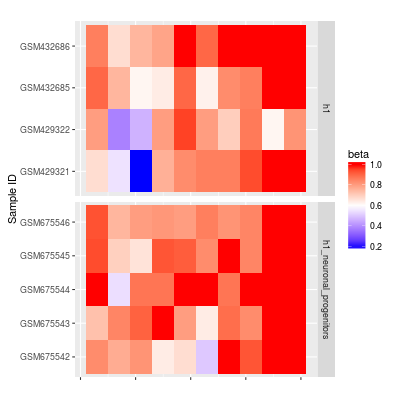 GSM432686
GSM432685
GSM429322
GSM429321
h1
GSM675546
GSM675545
GSM675544
GSM675543
GSM675542
h1_neuronal_progenitors
Sample ID
beta
1.0
0.8
0.6
0.4
0.2